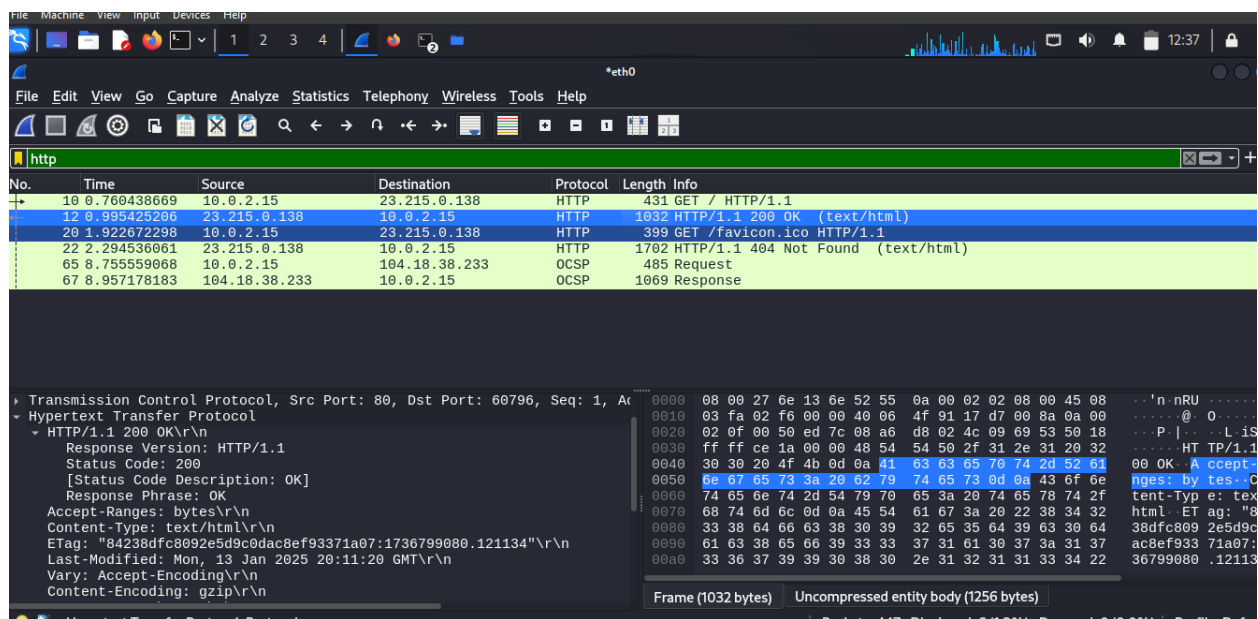 File Machine View Input Devices Help
1 2 3 4 2 12:37
*eth0
File Edit View Go Capture Analyze Statistics Telephony Wireless Tools Help
http
No. Time Source Destination Protocol Length Info
10 0.760438669 10.0.2.15 23.215.0.138 HTTP 431 GET / HTTP/1.1
12 0.995425206 23.215.0.138 10.0.2.15 HTTP 1032 HTTP/1.1 200 OK (text/html)
20 1.922672298 10.0.2.15 23.215.0.138 HTTP 399 GET /favicon.ico HTTP/1.1
22 2.294536061 23.215.0.138 10.0.2.15 HTTP 1702 HTTP/1.1 404 Not Found (text/html)
65 8.755559068 10.0.2.15 104.18.38.233 OCSP 485 Request
67 8.957178183 104.18.38.233 10.0.2.15 OCSP 1069 Response
Transmission Control Protocol, Src Port: 80, Dst Port: 60796, Seq: 1, Ac
Hypertext Transfer Protocol
HTTP/1.1 200 OK\r\n
Response Version: HTTP/1.1
Status Code: 200
[Status Code Description: OK]
Response Phrase: OK
Accept-Ranges: bytes\r\n
Content-Type: text/html\r\n
ETag: "84238dfc8092e5d9c0dac8ef93371a07:1736799080.121134"\r\n
Last-Modified: Mon, 13 Jan 2025 20:11:20 GMT\r\n
Vary: Accept-Encoding\r\n
Content-Encoding: gzip\r\n
0000 08 00 27 6e 13 6e 52 55 0a 00 02 02 08 00 45 08 ··'n·nRU ······
0010 03 fa 02 f6 00 00 40 06 4f 91 17 d7 00 8a 0a 00 ······@· O·····
0020 02 0f 00 50 ed 7c 08 a6 d8 02 4c 09 69 53 50 18 ···P·|·· ··L·iS
0030 ff ff ce 1a 00 00 48 54 54 50 2f 31 2e 31 20 32 ······HT TP/1.1
0040 30 30 20 4f 4b 0d 0a 41 63 63 65 70 74 2d 52 61 00 OK··A ccept-
0050 6e 67 65 73 3a 20 62 79 74 65 73 0d 0a 43 6f 6e nges: by tes··C
0060 74 65 6e 74 2d 54 79 70 65 3a 20 74 65 78 74 2f tent-Typ e: tex
0070 68 74 6d 6c 0d 0a 45 54 61 67 3a 20 22 38 34 32 html··ET ag: "8
0080 33 38 64 66 63 38 30 39 32 65 35 64 39 63 30 64 38dfc809 2e5d9c
0090 61 63 38 65 66 39 33 33 37 31 61 30 37 3a 31 37 ac8ef933 71a07:
00a0 33 36 37 39 39 30 38 30 2e 31 32 31 31 33 34 22 36799080 .12113
Frame (1032 bytes) Uncompressed entity body (1256 bytes)